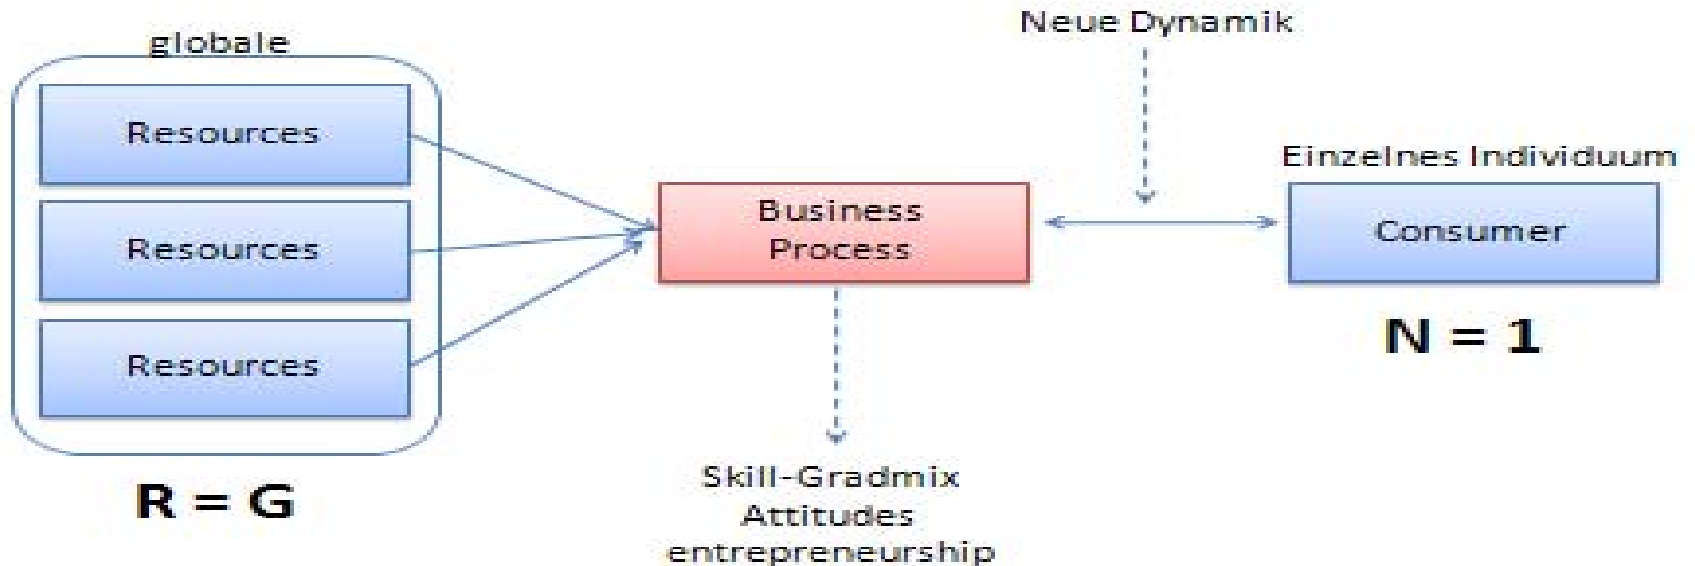 globale
Resources
Resources
Resources
R = G
Business
Process
Skill-Gradmix
Attitudes
entrepreneurship
Neue Dynamik
Einzelnes Individuum
Consumer
N = 1